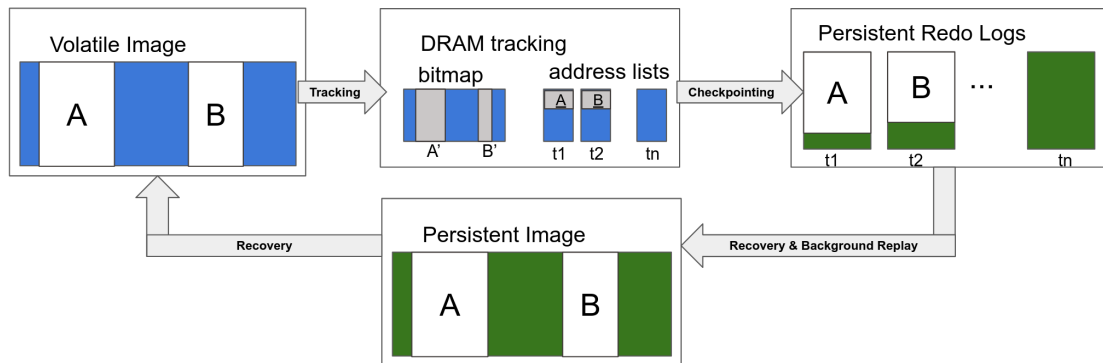 Volatile Image
A
B
Tracking
DRAM tracking
bitmap
address lists
A
B
A'
B'
t1
t2
tn
Checkpointing
Persistent Redo Logs
A
B
...
t1
t2
tn
Recovery & Background Replay
Persistent Image
A
B
Recovery